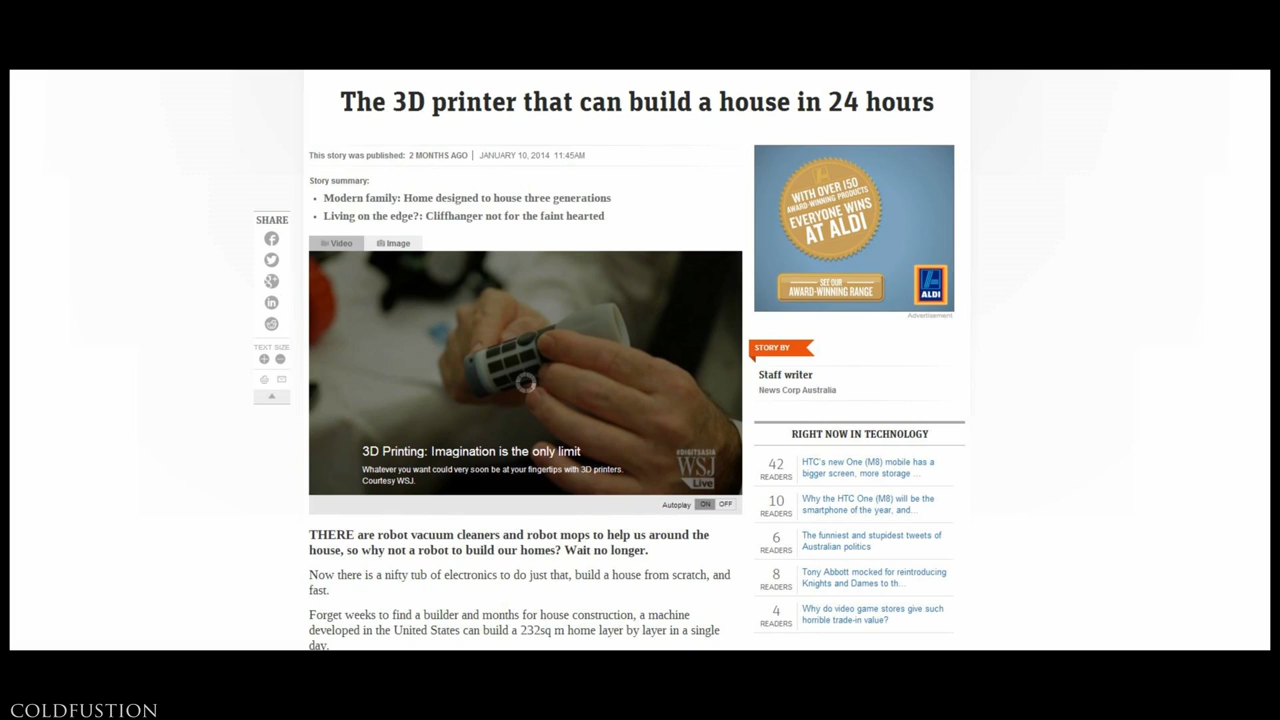 The 3D printer that can build a house in 24 hours
This story was published: 2 MONTHS AGO | JANUARY 10, 2014 11:45AM
Story summary:
• Modern family: Home designed to house three generations
• Living on the edge?: Cliffhanger not for the faint hearted
SHARE
TEXT SIZE
Video
Image
3D Printing: Imagination is the only limit
Whatever you want could very soon be at your fingertips with 3D printers.
Courtesy WSJ.
#DIGITSASIA
WSJ
Live
Autoplay ON OFF
THERE are robot vacuum cleaners and robot mops to help us around the
house, so why not a robot to build our homes? Wait no longer.
Now there is a nifty tub of electronics to do just that, build a house from scratch, and
fast.
Forget weeks to find a builder and months for house construction, a machine
developed in the United States can build a 232sq m home layer by layer in a single
day.
WITH OVER 150
AWARD-WINNING PRODUCTS
EVERYONE WINS
AT ALDI
SEE OUR
AWARD-WINNING RANGE
ALDI
Advertisement
STORY BY
Staff writer
News Corp Australia
RIGHT NOW IN TECHNOLOGY
42
READERS
HTC's new One (M8) mobile has a
bigger screen, more storage ...
10
READERS
Why the HTC One (M8) will be the
smartphone of the year, and...
6
READERS
The funniest and stupidest tweets of
Australian politics
8
READERS
Tony Abbott mocked for reintroducing
Knights and Dames to th...
4
READERS
Why do video game stores give such
horrible trade-in value?
COLDFUSTION